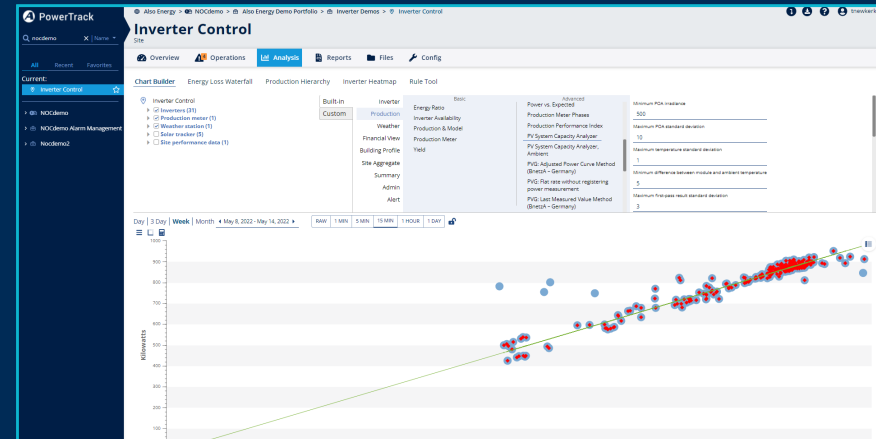 PowerTrack
Also Energy > NOCdemo > Also Energy Demo Portfolio > Inverter Demos > Inverter Control
tnewkerk
Inverter Control
Site
nocdemo X | Name
Overview Operations Analysis Reports Files Config
All Recent Favorites
Current:
Inverter Control
NOCdemo
NOCdemo Alarm Management
Nocdemo2
Chart Builder Energy Loss Waterfall Production Hierarchy Inverter Heatmap Rule Tool
Inverter Control
Inverters (31)
Production meter (1)
Weather station (1)
Solar tracker (5)
Site performance data (1)
Built-in
Custom
Inverter
Production
Weather
Financial View
Building Profile
Site Aggregate
Summary
Admin
Alert
Basic
Energy Ratio
Inverter Availability
Production & Model
Production Meter
Yield
Advanced
Power vs. Expected
Production Meter Phases
Production Performance Index
PV System Capacity Analyzer
PV System Capacity Analyzer,
Ambient
PVG: Adjusted Power Curve Method
(BnetzA - Germany)
PVG: Flat rate without registering
power measurement
PVG: Last Measured Value Method
(BnetzA - Germany)
Minimum POA irradiance
500
Maximum POA standard deviation
10
Maximum temperature standard deviation
1
Minimum difference between module and ambient temperature
5
Maximum first-pass result standard deviation
3
Day | 3 Day | Week | Month May 8, 2022 - May 14, 2022 RAW 1 MIN 5 MIN 15 MIN 1 HOUR 1 DAY
1000
900
800
700
600
500
400
300
200
100
Kilowatts